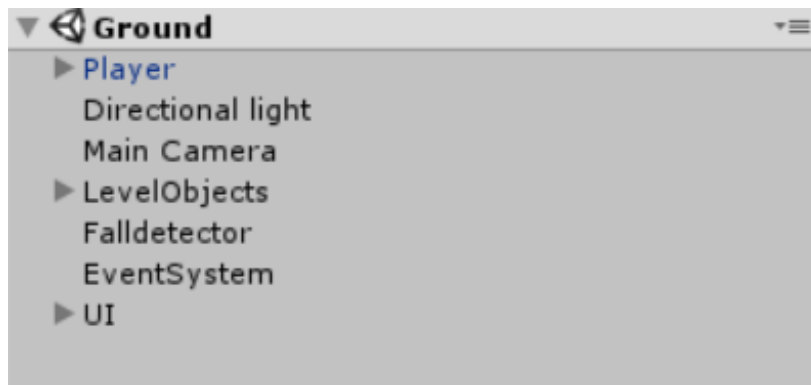 Ground
Player
Directional light
Main Camera
LevelObjects
Falldetector
EventSystem
UI